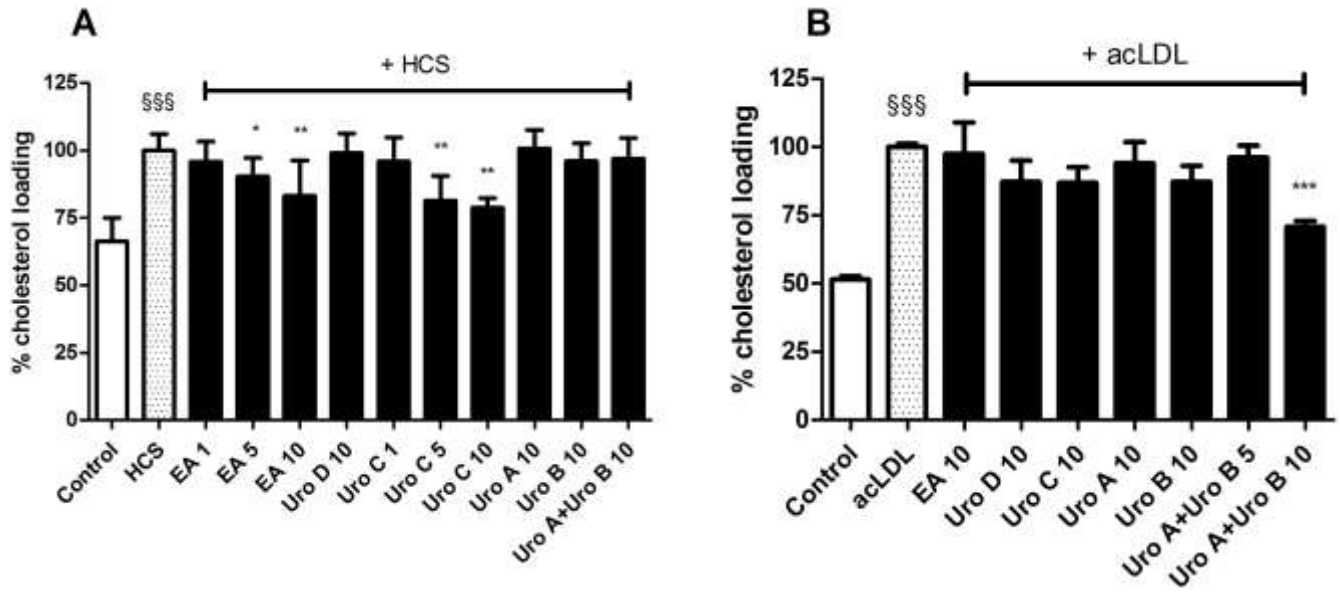 A
+ HCS
% cholesterol loading
125
100
75
50
25
0
§§§
*
**
**
**
Control
HCS
EA 1
EA 5
EA 10
Uro D 10
Uro C 1
Uro C 5
Uro C 10
Uro A 10
Uro B 10
Uro A+Uro B 10
B
+ acLDL
% cholesterol loading
125
100
75
50
25
0
§§§
***
Control
acLDL
EA 10
Uro D 10
Uro C 10
Uro A 10
Uro B 10
Uro A+Uro B 5
Uro A+Uro B 10